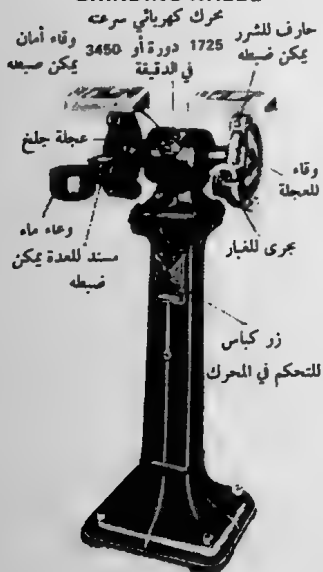 محرك كهربائي سرعته
1725 دورة أو 3450
في الدقيقة
حارف للشرر
يمكن ضبطه
وقاء أمان
يمكن ضبطه
عجلة جلخ
وقاء
للعجلة
وعاء ماء
مسند للعدة يمكن
ضبطه
مجرى للغبار
زر كباس
للتحكم في المحرك